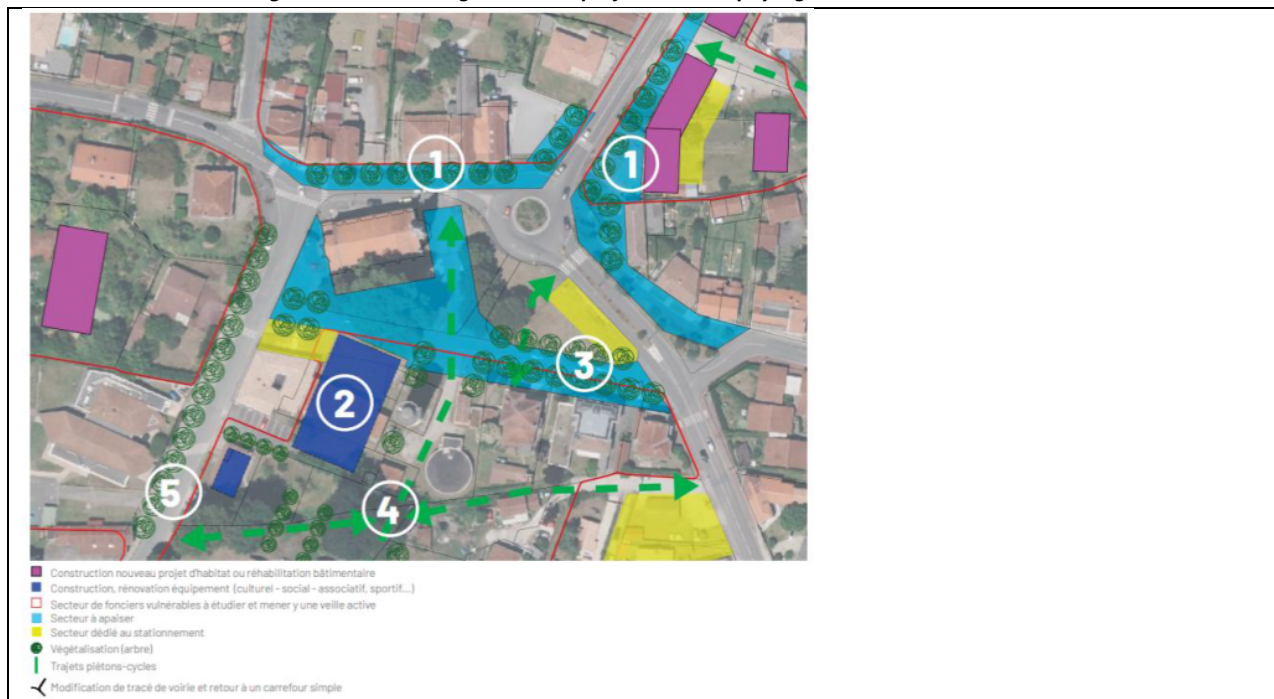 1
1
2
3
4
5
Construction nouveau projet d'habitat ou réhabilitation bâtimentaire
Construction, rénovation équipement (culturel - social - associatif, sportif...)
Secteur de fonciers vulnérables à étudier et mener y une veille active
Secteur à apaiser
Secteur dédié au stationnement
Végétalisation (arbre)
Trajets piétons-cycles
Modification de tracé de voirie et retour à un carrefour simple